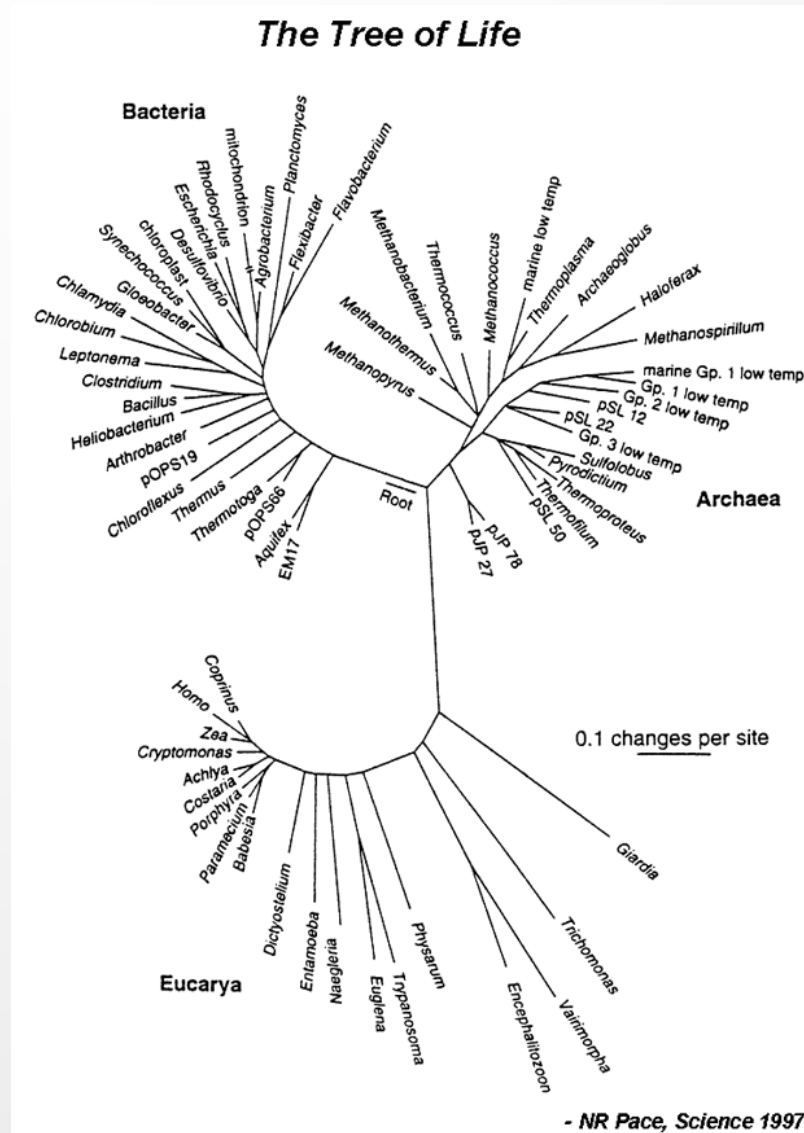 The Tree of Life
Bacteria
Planctomyces
Flavobacterium
mitochondrion
Rhodocyclus
Escherichia
Desulfovibrio
Agrobacterium
Flexibacter
chloroplast
Synechococcus
Gloeobacter
Chlamydia
Chlorobium
Leptonema
Clostridium
Bacillus
Heliobacterium
Arthrobacter
pOPS19
Chloroflexus
Thermus
Thermotoga
pOPS66
Aquifex
EM17
Root
Methanopyrus
Methanothermus
Methanobacterium
Thermococcus
Methanococcus
marine low temp
Thermoplasma
Archaeoglobus
Haloferax
Methanospirillum
marine Gp. 1 low temp
Gp. 1 low temp
Gp. 2 low temp
pSL 12
pSL 22
Gp. 3 low temp
Sulfolobus
Pyrodictium
Thermoproteus
Thermofilum
pSL 50
pJP 78
pJP 27
Archaea
Coprinus
Homo
Zea
Cryptomonas
Achlya
Costaria
Porphyra
Paramecium
Babesia
Dictyostelium
Entamoeba
Naegleria
Euglena
Trypanosoma
Physarum
Encephalitozoon
Vairimorpha
Trichomonas
Giardia
0.1 changes per site
Eucarya
- NR Pace, Science 1997